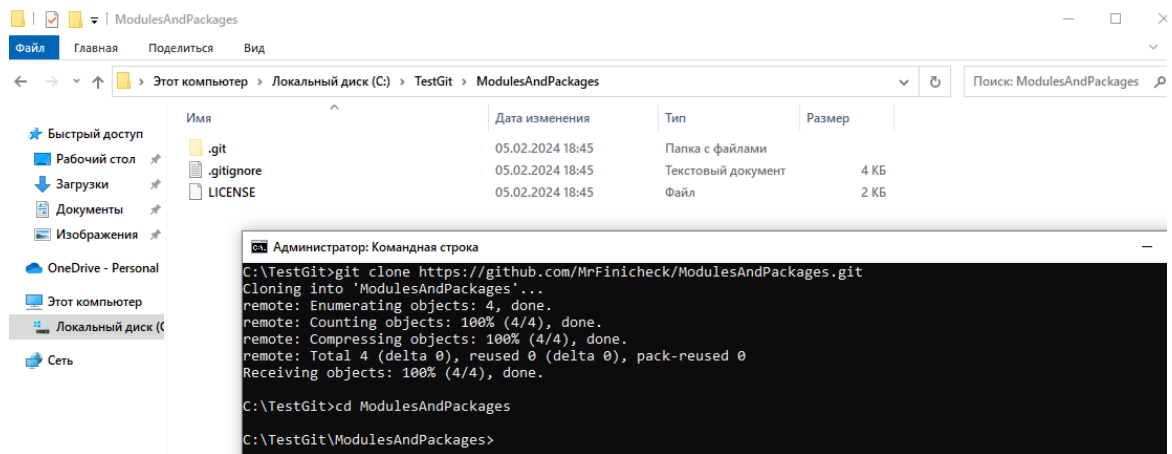 ModulesAndPackages
Файл Главная Поделиться Вид
Этот компьютер > Локальный диск (C:) > TestGit > ModulesAndPackages Поиск: ModulesAndPackages
Имя Дата изменения Тип Размер
Быстрый доступ
Рабочий стол
Загрузки
Документы
Изображения
OneDrive - Personal
Этот компьютер
Локальный диск (C
Сеть
.git 05.02.2024 18:45 Папка с файлами
.gitignore 05.02.2024 18:45 Текстовый документ 4 КБ
LICENSE 05.02.2024 18:45 Файл 2 КБ
Администратор: Командная строка
C:\TestGit>git clone https://github.com/MrFinicheck/ModulesAndPackages.git
Cloning into 'ModulesAndPackages'...
remote: Enumerating objects: 4, done.
remote: Counting objects: 100% (4/4), done.
remote: Compressing objects: 100% (4/4), done.
remote: Total 4 (delta 0), reused 0 (delta 0), pack-reused 0
Receiving objects: 100% (4/4), done.
C:\TestGit>cd ModulesAndPackages
C:\TestGit\ModulesAndPackages>